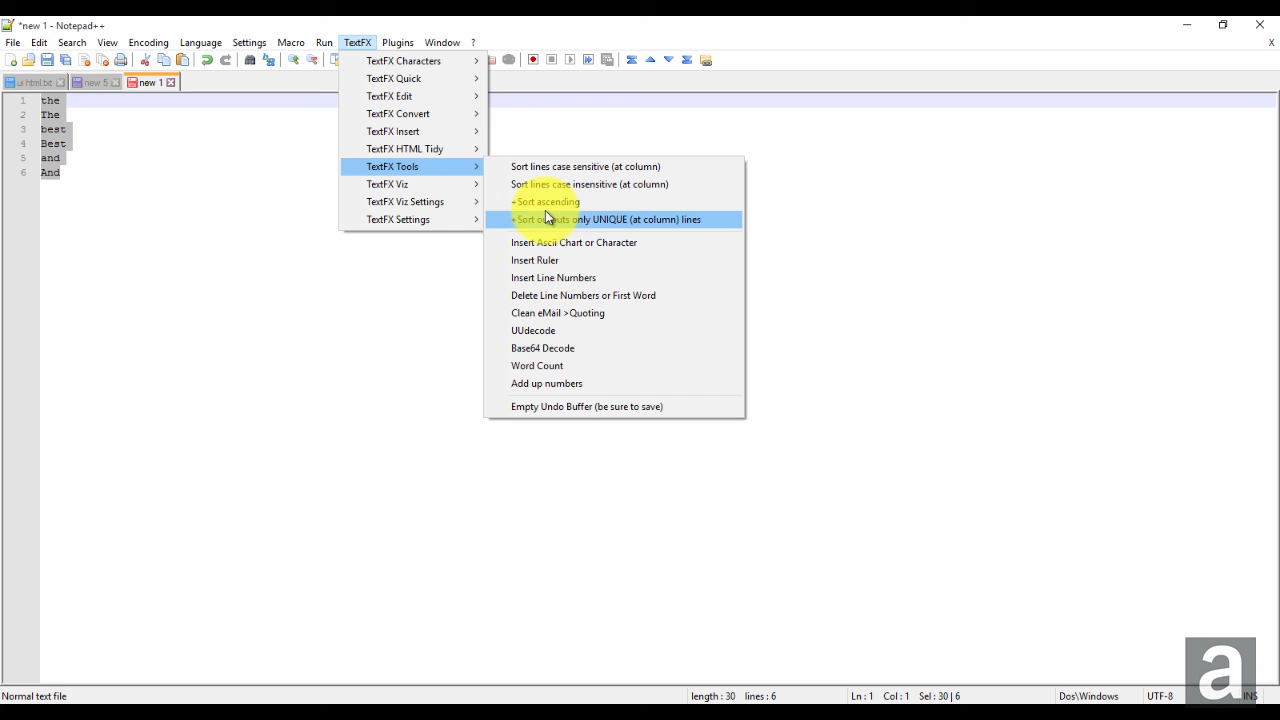 *new 1 - Notepad++
File Edit Search View Encoding Language Settings Macro Run TextFX Plugins Window ? X
ui html.txt new 5 new 1
1 the
2 The
3 best
4 Best
5 and
6 And
TextFX Characters
TextFX Quick
TextFX Edit
TextFX Convert
TextFX Insert
TextFX HTML Tidy
TextFX Tools
TextFX Viz
TextFX Viz Settings
TextFX Settings
Sort lines case sensitive (at column)
Sort lines case insensitive (at column)
+Sort ascending
+Sort outputs only UNIQUE (at column) lines
Insert Ascii Chart or Character
Insert Ruler
Insert Line Numbers
Delete Line Numbers or First Word
Clean eMail >Quoting
UUdecode
Base64 Decode
Word Count
Add up numbers
Empty Undo Buffer (be sure to save)
a
Normal text file length : 30 lines : 6 Ln : 1 Col : 1 Sel : 30 | 6 Dos\Windows UTF-8 INS